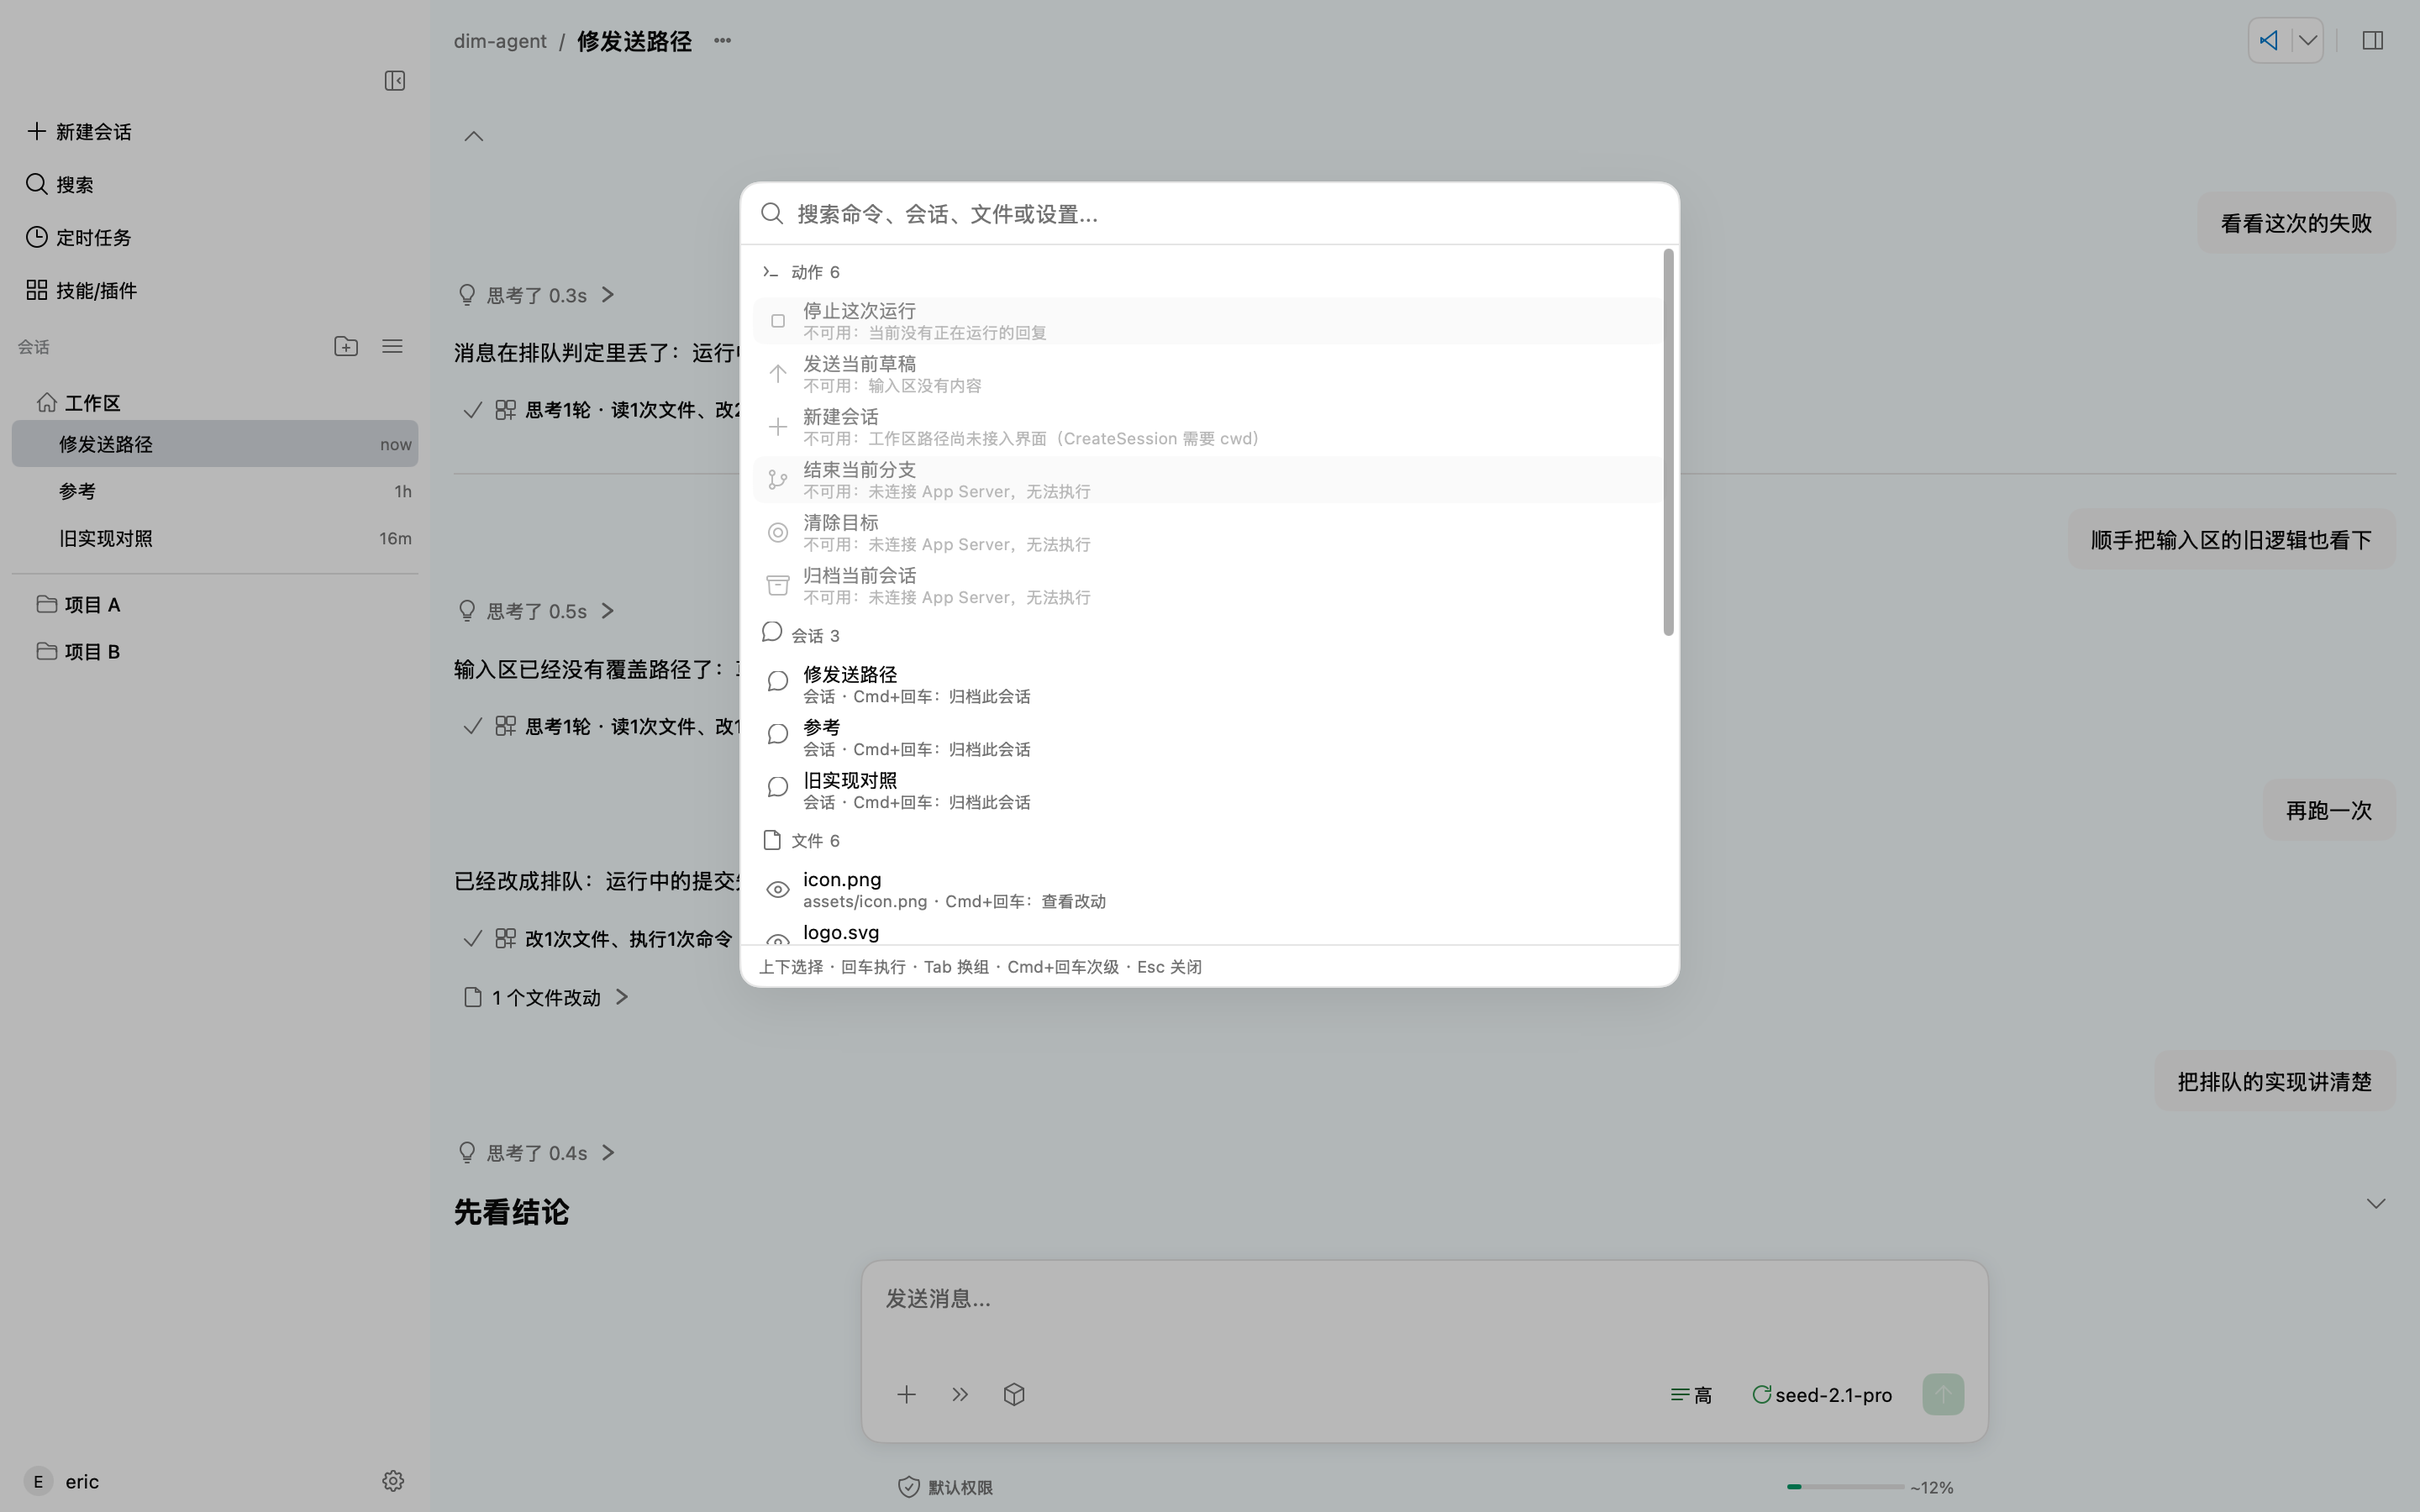 dim-agent / 修发送路径
新建会话
搜索
定时任务
技能/插件
会话
工作区
修发送路径 now
参考 1h
旧实现对照 16m
项目 A
项目 B
E eric
看看这次的失败
思考了 0.3s
消息在排队判定里丢了：运行
思考1轮 · 读1次文件、改2
顺手把输入区的旧逻辑也看下
思考了 0.5s
输入区已经没有覆盖路径了：
思考1轮 · 读1次文件、改1
再跑一次
已经改成排队：运行中的提交
改1次文件、执行1次命令
1 个文件改动
把排队的实现讲清楚
思考了 0.4s
先看结论
搜索命令、会话、文件或设置...
动作 6
停止这次运行
不可用：当前没有正在运行的回复
发送当前草稿
不可用：输入区没有内容
新建会话
不可用：工作区路径尚未接入界面（CreateSession 需要 cwd）
结束当前分支
不可用：未连接 App Server，无法执行
清除目标
不可用：未连接 App Server，无法执行
归档当前会话
不可用：未连接 App Server，无法执行
会话 3
修发送路径
会话 · Cmd+回车：归档此会话
参考
会话 · Cmd+回车：归档此会话
旧实现对照
会话 · Cmd+回车：归档此会话
文件 6
icon.png
assets/icon.png · Cmd+回车：查看改动
logo.svg
上下选择 · 回车执行 · Tab 换组 · Cmd+回车次级 · Esc 关闭
发送消息...
高
seed-2.1-pro
默认权限
~12%